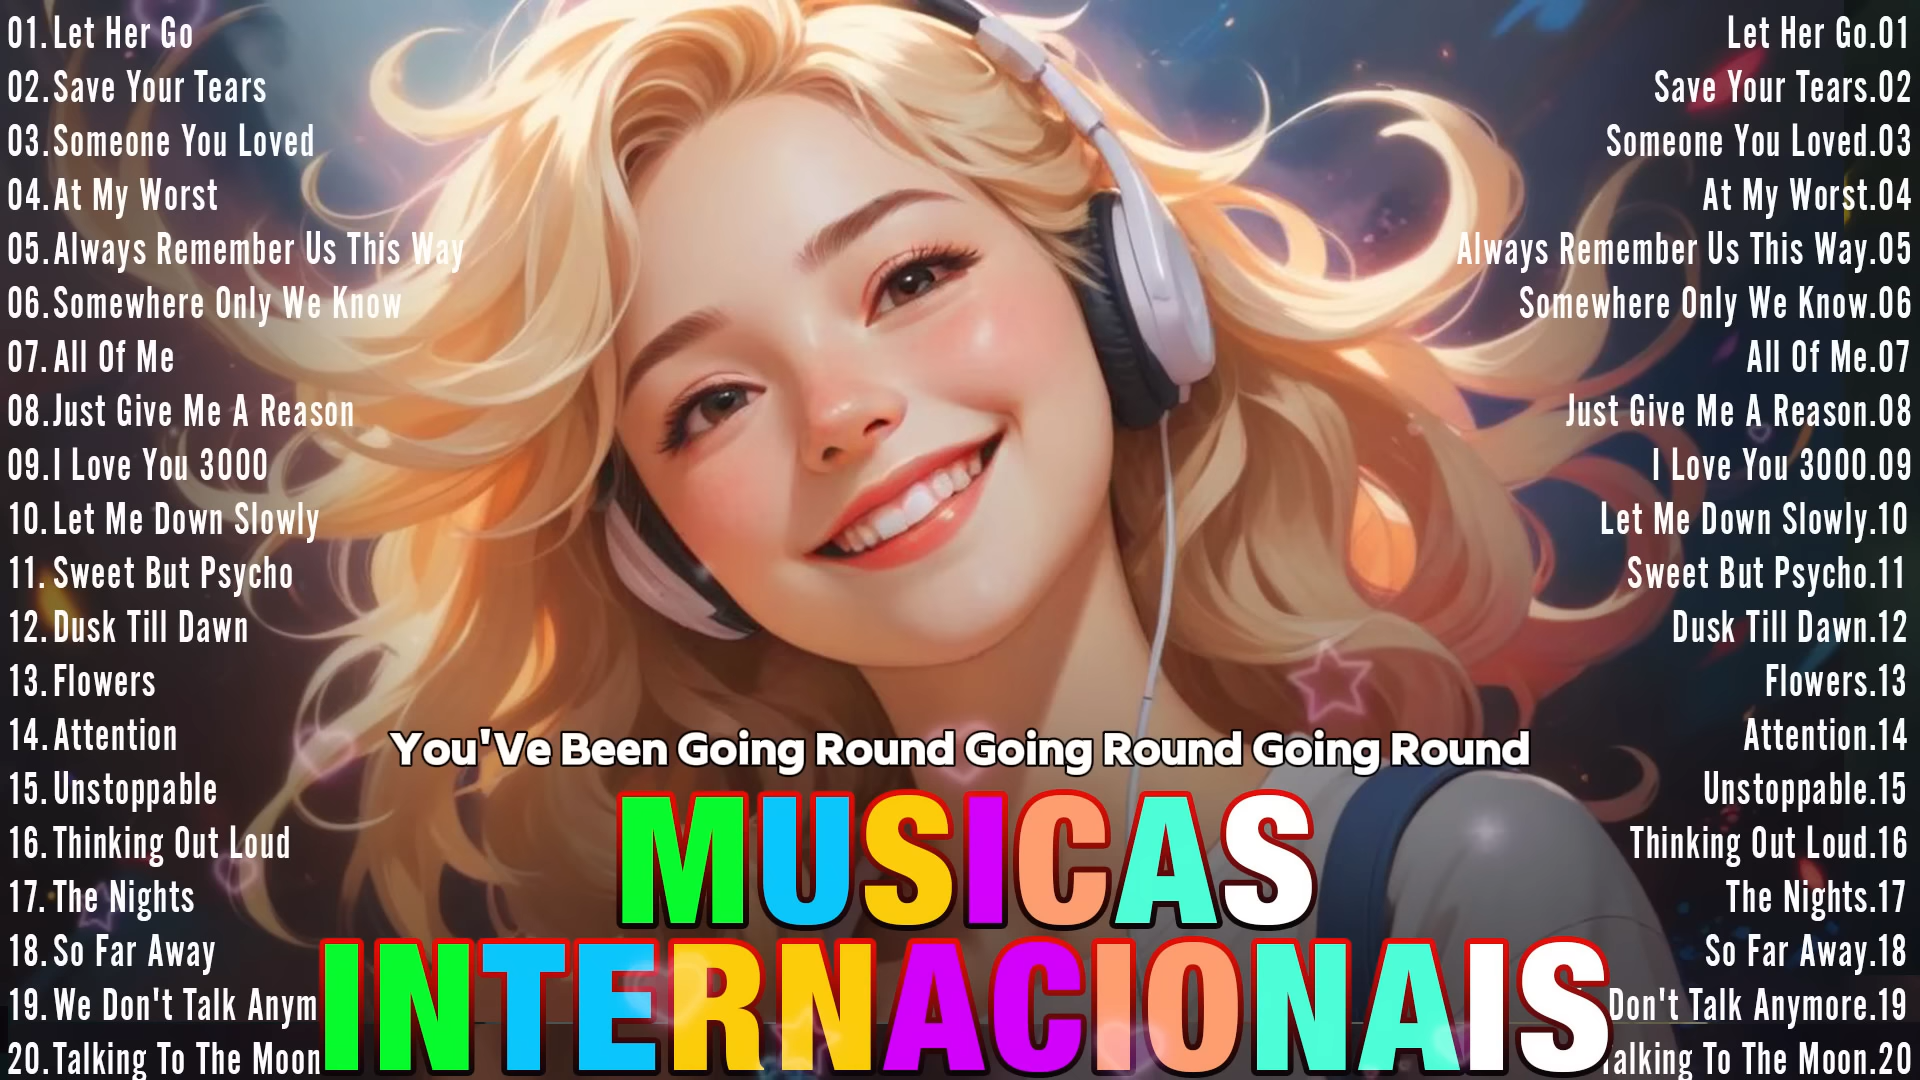 01.Let Her Go
02.Save Your Tears
03.Someone You Loved
04.At My Worst
05.Always Remember Us This Way
06.Somewhere Only We Know
07.All Of Me
08.Just Give Me A Reason
09.I Love You 3000
10.Let Me Down Slowly
11.Sweet But Psycho
12.Dusk Till Dawn
13.Flowers
14.Attention
15.Unstoppable
16.Thinking Out Loud
17.The Nights
18.So Far Away
19.We Don't Talk Anym
20.Talking To The Moon
Let Her Go.01
Save Your Tears.02
Someone You Loved.03
At My Worst.04
Always Remember Us This Way.05
Somewhere Only We Know.06
All Of Me.07
Just Give Me A Reason.08
I Love You 3000.09
Let Me Down Slowly.10
Sweet But Psycho.11
Dusk Till Dawn.12
Flowers.13
Attention.14
Unstoppable.15
Thinking Out Loud.16
The Nights.17
So Far Away.18
Don't Talk Anymore.19
alking To The Moon.20
You'Ve Been Going Round Going Round Going Round
MUSICAS
INTERNACIONAIS